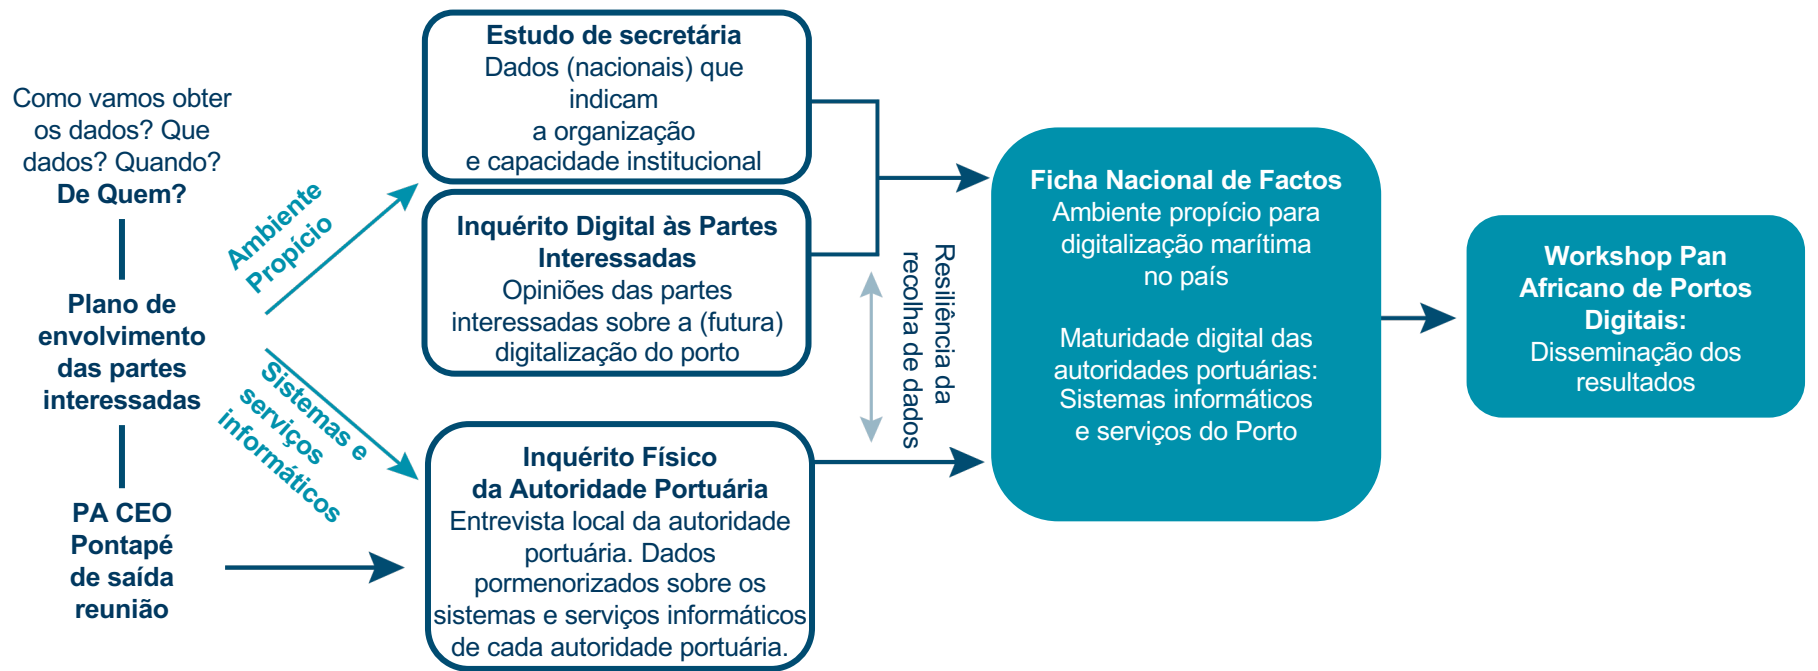 Como vamos obter
os dados? Que
dados? Quando?
De Quem?
Plano de
envolvimento
das partes
interessadas
PA CEO
Pontapé
de saída
reunião
Ambiente
Propício
Sistemas e
serviços
informáticos
Estudo de secretária
Dados (nacionais) que
indicam
a organização
e capacidade institucional
Inquérito Digital às Partes
Interessadas
Opiniões das partes
interessadas sobre a (futura)
digitalização do porto
Inquérito Físico
da Autoridade Portuária
Entrevista local da autoridade
portuária. Dados
pormenorizados sobre os
sistemas e serviços informáticos
de cada autoridade portuária.
Resiliência da
recolha de dados
Ficha Nacional de Factos
Ambiente propício para
digitalização marítima
no país
Maturidade digital das
autoridades portuárias:
Sistemas informáticos
e serviços do Porto
Workshop Pan
Africano de Portos
Digitais:
Disseminação dos
resultados